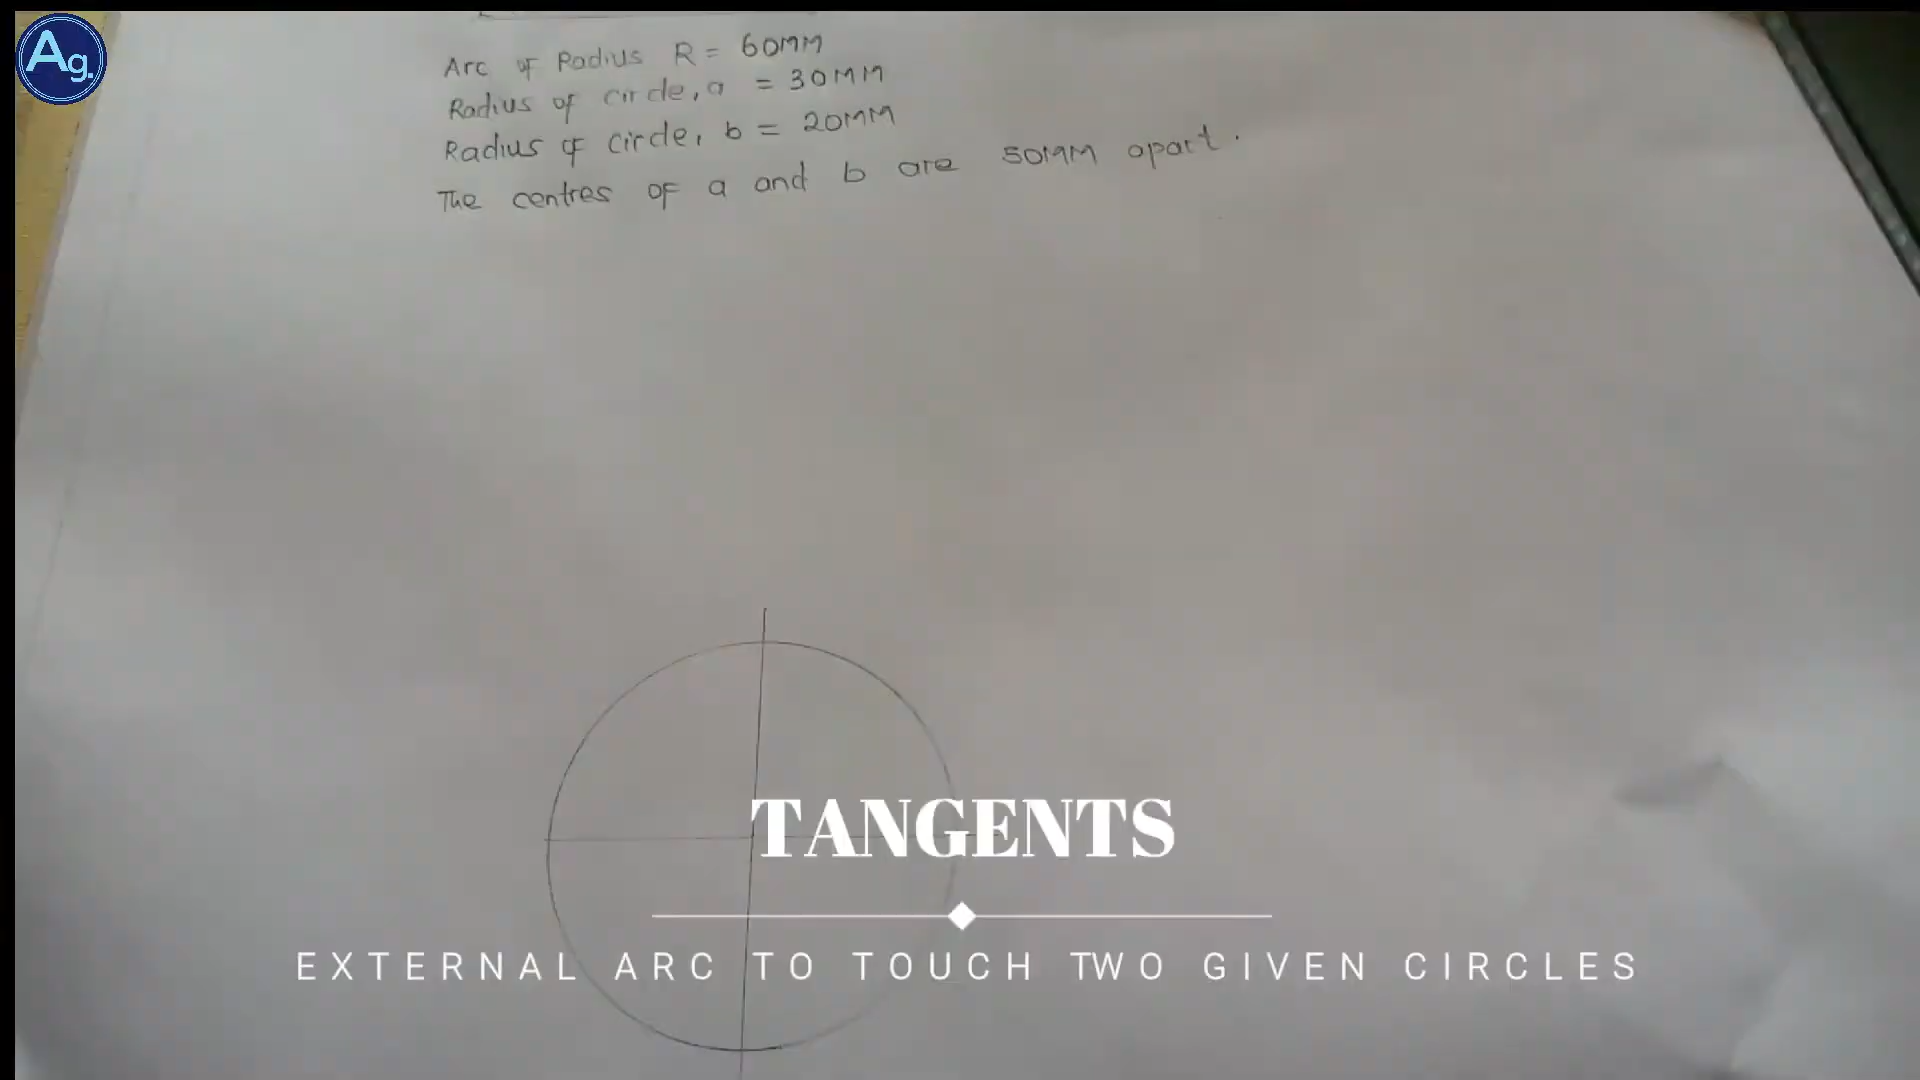 Ag.
Arc of Radius R = 60MM
Radius of circle, a = 30MM
Radius of circle, b = 20MM
The centres of a and b are 50MM apart.
TANGENTS
EXTERNAL ARC TO TOUCH TWO GIVEN CIRCLES